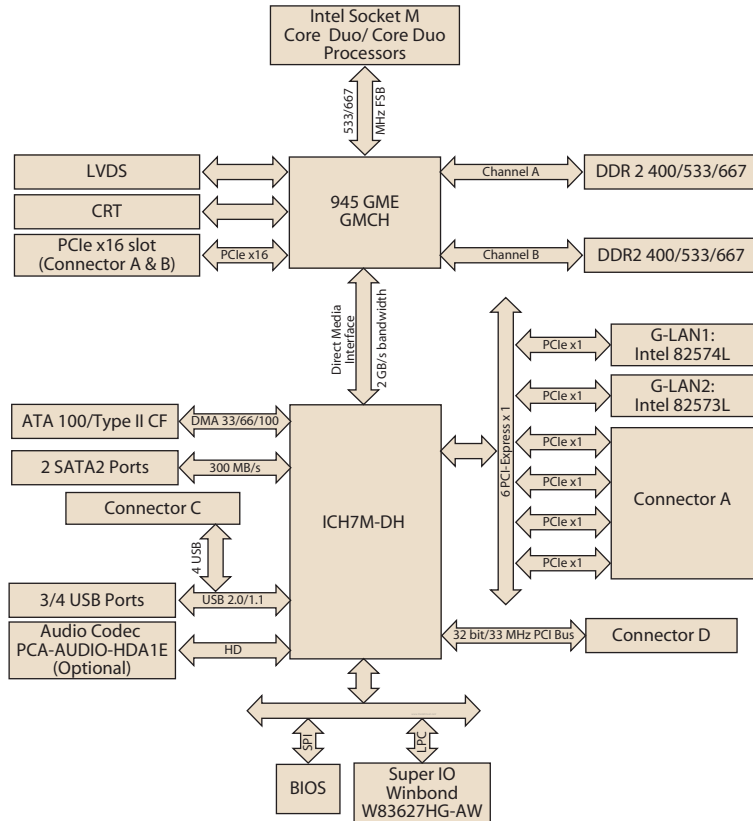 Intel Socket M
Core Duo/ Core Duo
Processors
533/667
MHz FSB
LVDS
CRT
PCIe x16 slot
(Connector A & B)
PCIe x16
945 GME
GMCH
Channel A
DDR 2 400/533/667
Channel B
DDR2 400/533/667
Direct Media
Interface
2 GB/s bandwidth
6 PCI-Express x 1
PCIe x1
G-LAN1:
Intel 82574L
PCIe x1
G-LAN2:
Intel 82573L
PCIe x1
PCIe x1
PCIe x1
PCIe x1
Connector A
ATA 100/Type II CF
DMA 33/66/100
2 SATA2 Ports
300 MB/s
Connector C
4 USB
ICH7M-DH
3/4 USB Ports
USB 2.0/1.1
Audio Codec
PCA-AUDIO-HDA1E
(Optional)
HD
32 bit/33 MHz PCI Bus
Connector D
SPI
LPC
BIOS
Super IO
Winbond
W83627HG-AW